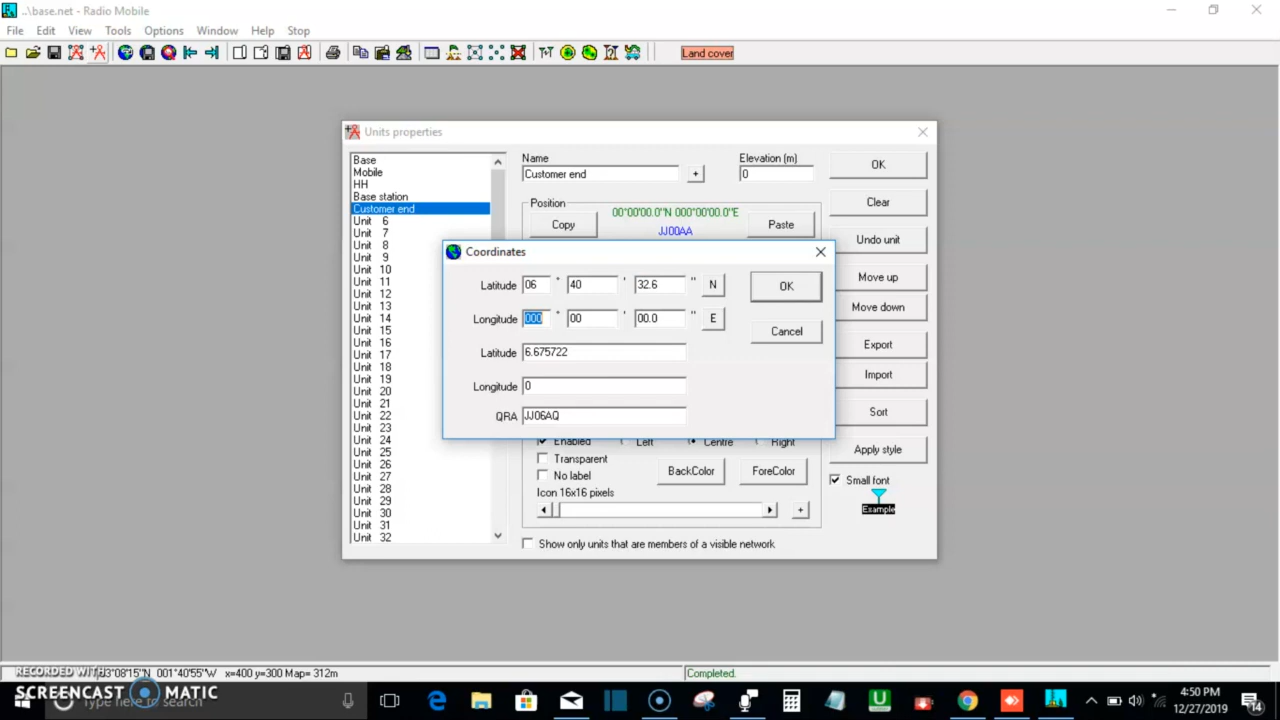 ..\base.net - Radio Mobile
File Edit View Tools Options Window Help Stop
Land cover
Units properties
Base
Mobile
HH
Base station
Customer end
Unit 6
Unit 7
Unit 8
Unit 9
Unit 10
Unit 11
Unit 12
Unit 13
Unit 14
Unit 15
Unit 16
Unit 17
Unit 18
Unit 19
Unit 20
Unit 21
Unit 22
Unit 23
Unit 24
Unit 25
Unit 26
Unit 27
Unit 28
Unit 29
Unit 30
Unit 31
Unit 32
Name
Customer end
+
Elevation (m)
0
Position
Copy
00°00'00.0"N 000°00'00.0"E
JJ00AA
Paste
Coordinates
Latitude 06 ° 40 ' 32.6 " N
Longitude 000 ° 00 ' 00.0 " E
Latitude 6.675722
Longitude 0
QRA JJ06AQ
OK
Cancel
Enabled Left Centre Right
Transparent
No label
BackColor
ForeColor
Icon 16x16 pixels
+
Show only units that are members of a visible network
OK
Clear
Undo unit
Move up
Move down
Export
Import
Sort
Apply style
Small font
Example
3°08'15"N 001°40'55"W x=400 y=300 Map= 312m
Completed.
RECORDED WITH
SCREENCAST MATIC
Type here to search
4:50 PM
12/27/2019
14